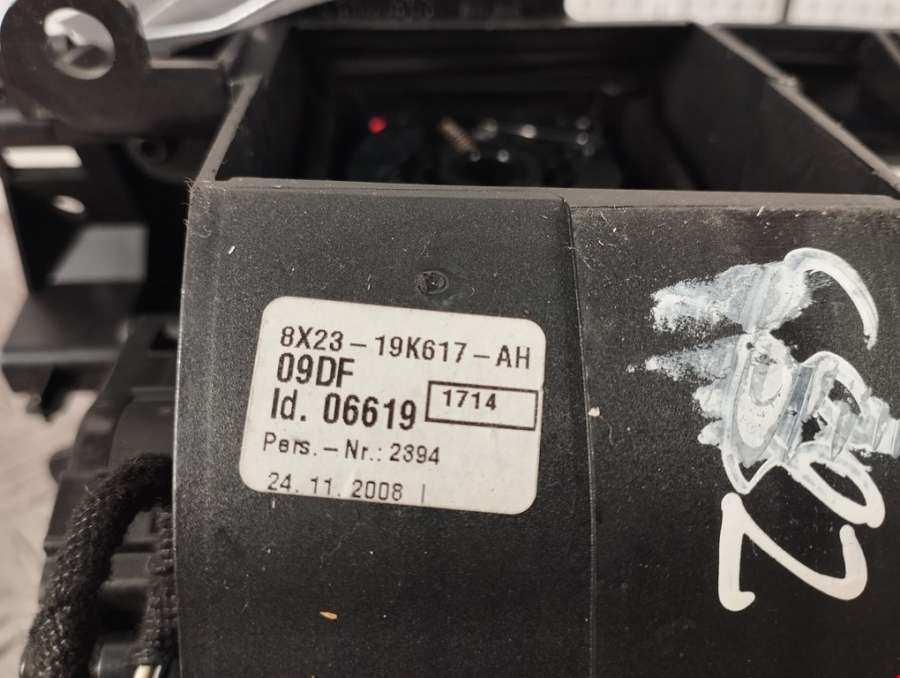 8X23-19K617-AH
09DF
Id. 06619 1714
Pers.-Nr.: 2394
24. 11. 2008